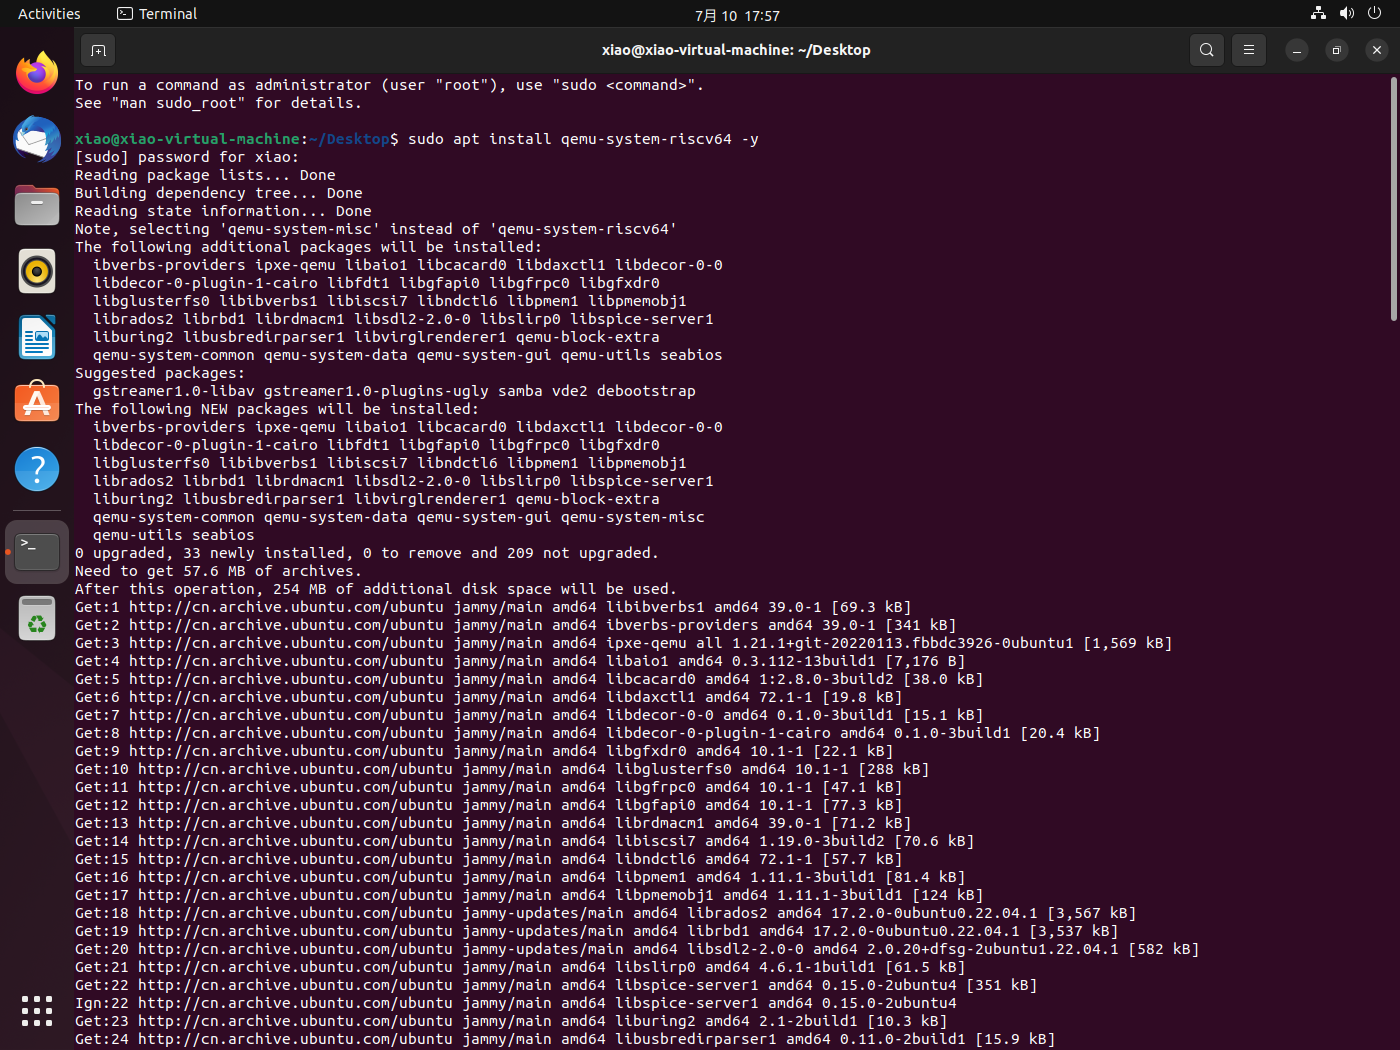 Activities
Terminal
7月 10 17:57
xiao@xiao-virtual-machine: ~/Desktop
To run a command as administrator (user "root"), use "sudo <command>".
See "man sudo_root" for details.
xiao@xiao-virtual-machine:~/Desktop$ sudo apt install qemu-system-riscv64 -y
[sudo] password for xiao:
Reading package lists... Done
Building dependency tree... Done
Reading state information... Done
Note, selecting 'qemu-system-misc' instead of 'qemu-system-riscv64'
The following additional packages will be installed:
  ibverbs-providers ipxe-qemu libaio1 libcacard0 libdaxctl1 libdecor-0-0
  libdecor-0-plugin-1-cairo libfdt1 libgfapi0 libgfrpc0 libgfxdr0
  libglusterfs0 libibverbs1 libiscsi7 libndctl6 libpmem1 libpmemobj1
  librados2 librbd1 librdmacm1 libsdl2-2.0-0 libslirp0 libspice-server1
  liburing2 libusbredirparser1 libvirglrenderer1 qemu-block-extra
  qemu-system-common qemu-system-data qemu-system-gui qemu-utils seabios
Suggested packages:
  gstreamer1.0-libav gstreamer1.0-plugins-ugly samba vde2 debootstrap
The following NEW packages will be installed:
  ibverbs-providers ipxe-qemu libaio1 libcacard0 libdaxctl1 libdecor-0-0
  libdecor-0-plugin-1-cairo libfdt1 libgfapi0 libgfrpc0 libgfxdr0
  libglusterfs0 libibverbs1 libiscsi7 libndctl6 libpmem1 libpmemobj1
  librados2 librbd1 librdmacm1 libsdl2-2.0-0 libslirp0 libspice-server1
  liburing2 libusbredirparser1 libvirglrenderer1 qemu-block-extra
  qemu-system-common qemu-system-data qemu-system-gui qemu-system-misc
  qemu-utils seabios
0 upgraded, 33 newly installed, 0 to remove and 209 not upgraded.
Need to get 57.6 MB of archives.
After this operation, 254 MB of additional disk space will be used.
Get:1 http://cn.archive.ubuntu.com/ubuntu jammy/main amd64 libibverbs1 amd64 39.0-1 [69.3 kB]
Get:2 http://cn.archive.ubuntu.com/ubuntu jammy/main amd64 ibverbs-providers amd64 39.0-1 [341 kB]
Get:3 http://cn.archive.ubuntu.com/ubuntu jammy/main amd64 ipxe-qemu all 1.21.1+git-20220113.fbbdc3926-0ubuntu1 [1,569 kB]
Get:4 http://cn.archive.ubuntu.com/ubuntu jammy/main amd64 libaio1 amd64 0.3.112-13build1 [7,176 B]
Get:5 http://cn.archive.ubuntu.com/ubuntu jammy/main amd64 libcacard0 amd64 1:2.8.0-3build2 [38.0 kB]
Get:6 http://cn.archive.ubuntu.com/ubuntu jammy/main amd64 libdaxctl1 amd64 72.1-1 [19.8 kB]
Get:7 http://cn.archive.ubuntu.com/ubuntu jammy/main amd64 libdecor-0-0 amd64 0.1.0-3build1 [15.1 kB]
Get:8 http://cn.archive.ubuntu.com/ubuntu jammy/main amd64 libdecor-0-plugin-1-cairo amd64 0.1.0-3build1 [20.4 kB]
Get:9 http://cn.archive.ubuntu.com/ubuntu jammy/main amd64 libgfxdr0 amd64 10.1-1 [22.1 kB]
Get:10 http://cn.archive.ubuntu.com/ubuntu jammy/main amd64 libglusterfs0 amd64 10.1-1 [288 kB]
Get:11 http://cn.archive.ubuntu.com/ubuntu jammy/main amd64 libgfrpc0 amd64 10.1-1 [47.1 kB]
Get:12 http://cn.archive.ubuntu.com/ubuntu jammy/main amd64 libgfapi0 amd64 10.1-1 [77.3 kB]
Get:13 http://cn.archive.ubuntu.com/ubuntu jammy/main amd64 librdmacm1 amd64 39.0-1 [71.2 kB]
Get:14 http://cn.archive.ubuntu.com/ubuntu jammy/main amd64 libiscsi7 amd64 1.19.0-3build2 [70.6 kB]
Get:15 http://cn.archive.ubuntu.com/ubuntu jammy/main amd64 libndctl6 amd64 72.1-1 [57.7 kB]
Get:16 http://cn.archive.ubuntu.com/ubuntu jammy/main amd64 libpmem1 amd64 1.11.1-3build1 [81.4 kB]
Get:17 http://cn.archive.ubuntu.com/ubuntu jammy/main amd64 libpmemobj1 amd64 1.11.1-3build1 [124 kB]
Get:18 http://cn.archive.ubuntu.com/ubuntu jammy-updates/main amd64 librados2 amd64 17.2.0-0ubuntu0.22.04.1 [3,567 kB]
Get:19 http://cn.archive.ubuntu.com/ubuntu jammy-updates/main amd64 librbd1 amd64 17.2.0-0ubuntu0.22.04.1 [3,537 kB]
Get:20 http://cn.archive.ubuntu.com/ubuntu jammy-updates/main amd64 libsdl2-2.0-0 amd64 2.0.20+dfsg-2ubuntu1.22.04.1 [582 kB]
Get:21 http://cn.archive.ubuntu.com/ubuntu jammy/main amd64 libslirp0 amd64 4.6.1-1build1 [61.5 kB]
Get:22 http://cn.archive.ubuntu.com/ubuntu jammy/main amd64 libspice-server1 amd64 0.15.0-2ubuntu4 [351 kB]
Ign:22 http://cn.archive.ubuntu.com/ubuntu jammy/main amd64 libspice-server1 amd64 0.15.0-2ubuntu4
Get:23 http://cn.archive.ubuntu.com/ubuntu jammy/main amd64 liburing2 amd64 2.1-2build1 [10.3 kB]
Get:24 http://cn.archive.ubuntu.com/ubuntu jammy/main amd64 libusbredirparser1 amd64 0.11.0-2build1 [15.9 kB]